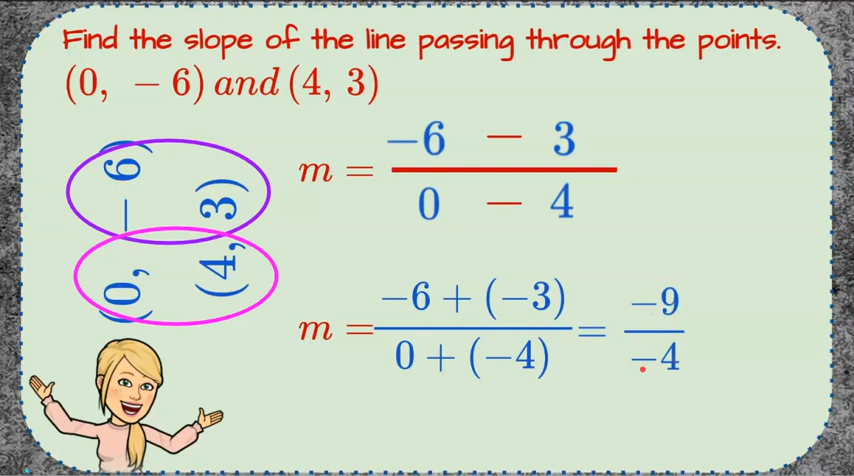 Find the slope of the line passing through the points.
(0, − 6) and (4, 3)
(0, − 6)
(4, 3)
m = −6 − 3 / 0 − 4
m = −6 + (−3) / 0 + (−4) = −9 / −4